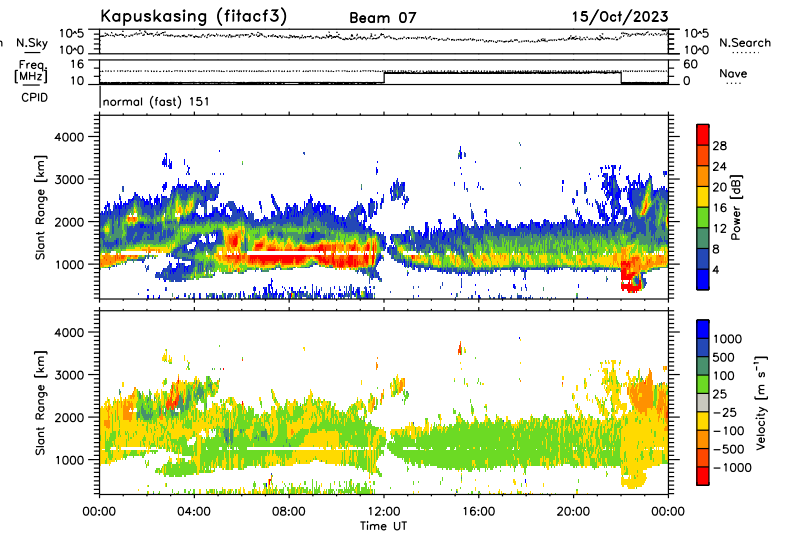 Kapuskasing (fitacf3) Beam 07 15/Oct/2023
N.Sky 10^5 10^0 10^5 10^0 N.Search
Freq. [MHz] 16 10 60 0 Nave
CPID normal (fast) 151
4000
3000
2000
1000
Slant Range [km]
28
24
20
16
12
8
4
Power [dB]
4000
3000
2000
1000
Slant Range [km]
1000
500
100
25
-25
-100
-500
-1000
Velocity [m s⁻¹]
00:00 04:00 08:00 12:00 16:00 20:00 00:00
Time UT